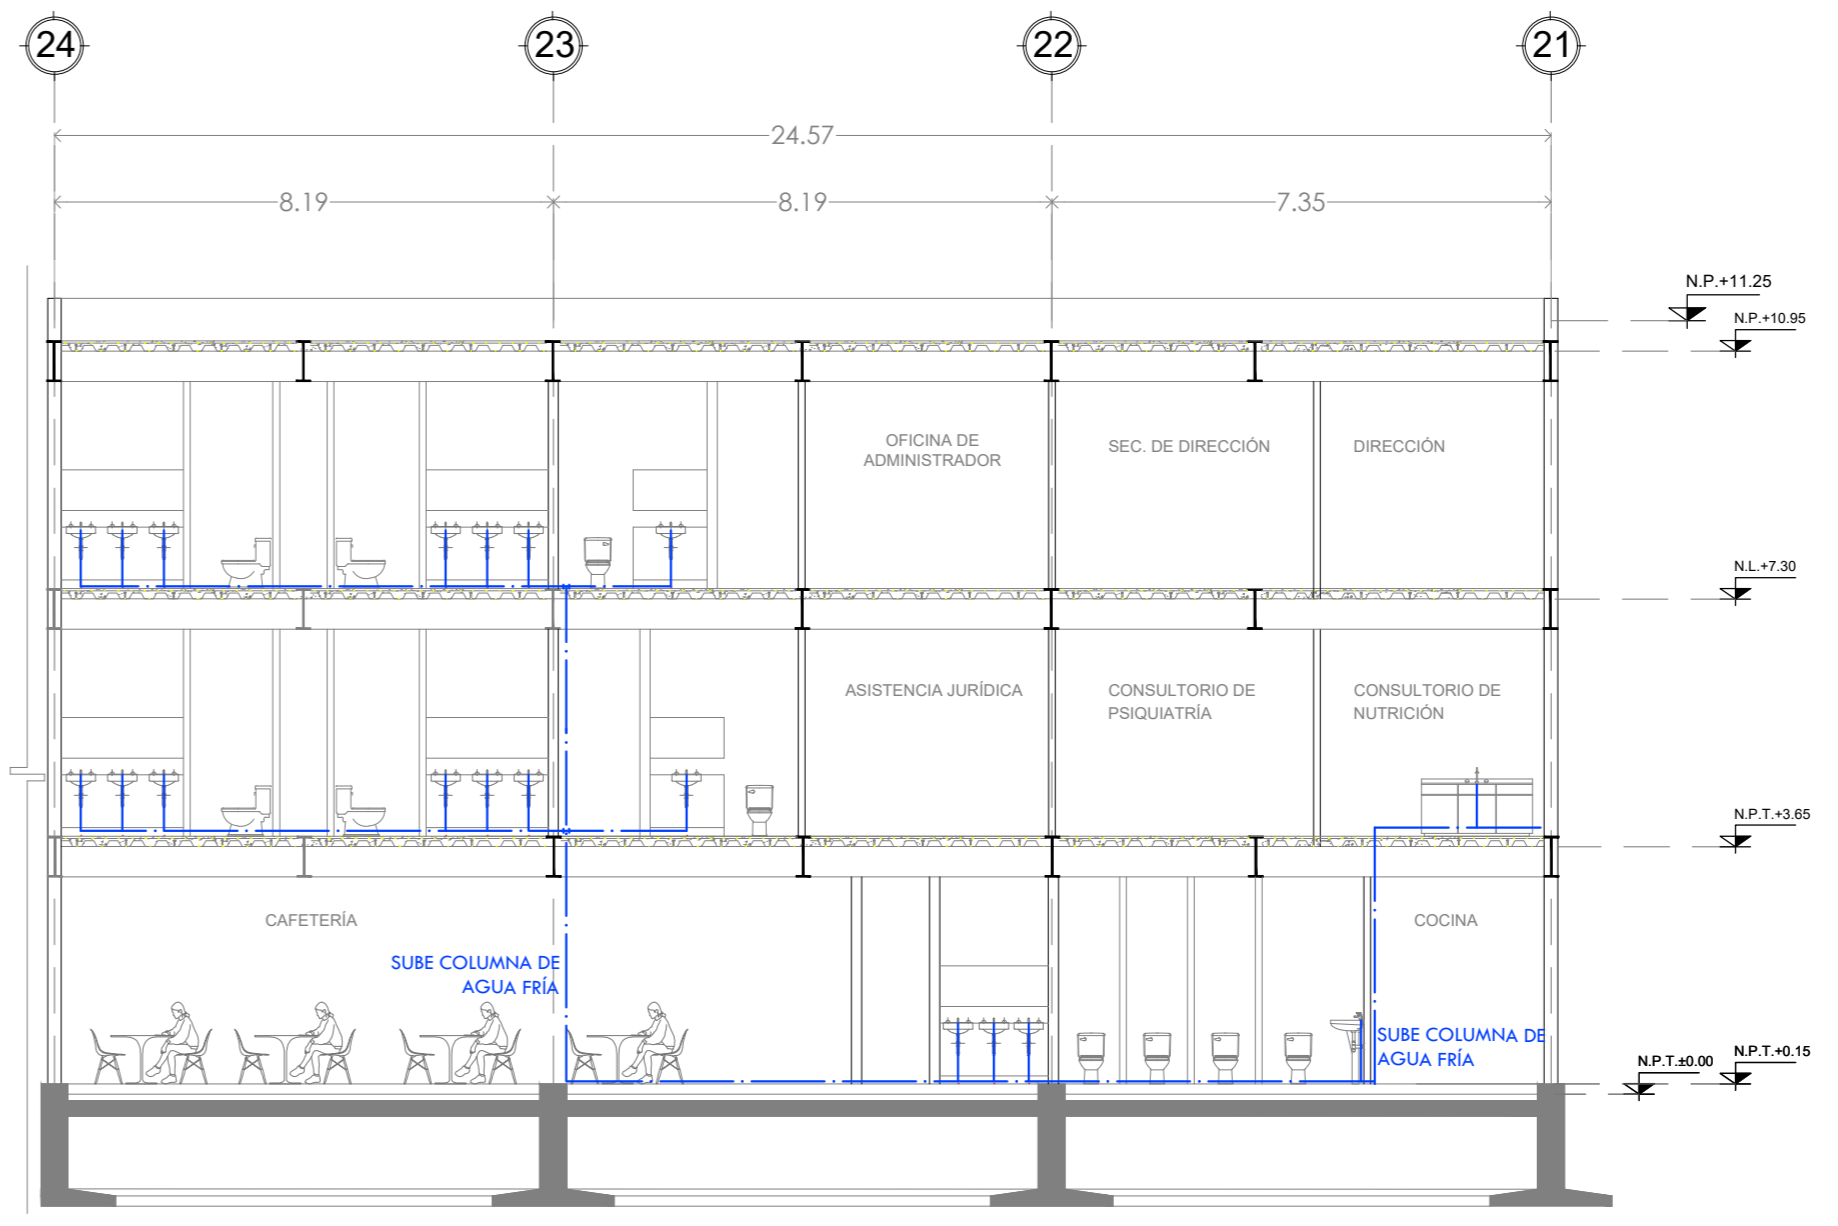 24
23
22
21
24.57
8.19
8.19
7.35
N.P.+11.25
N.P.+10.95
OFICINA DE
ADMINISTRADOR
SEC. DE DIRECCIÓN
DIRECCIÓN
N.L.+7.30
ASISTENCIA JURÍDICA
CONSULTORIO DE
PSIQUIATRÍA
CONSULTORIO DE
NUTRICIÓN
N.P.T.+3.65
CAFETERÍA
COCINA
SUBE COLUMNA DE
AGUA FRÍA
SUBE COLUMNA DE
AGUA FRÍA
N.P.T.±0.00
N.P.T.+0.15